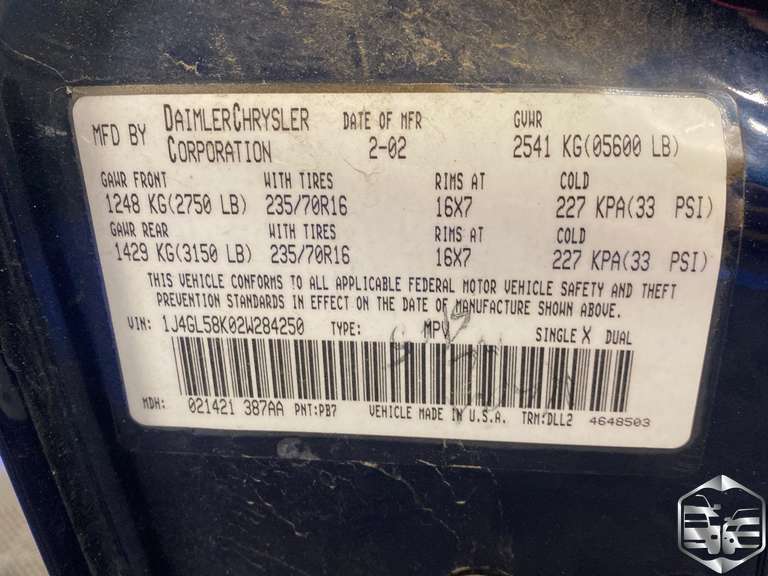 MFD BY DAIMLERCHRYSLER CORPORATION DATE OF MFR 2-02 GVWR 2541 KG(05600 LB)
GAWR FRONT WITH TIRES RIMS AT COLD
1248 KG(2750 LB) 235/70R16 16X7 227 KPA(33 PSI)
GAWR REAR WITH TIRES RIMS AT COLD
1429 KG(3150 LB) 235/70R16 16X7 227 KPA(33 PSI)
THIS VEHICLE CONFORMS TO ALL APPLICABLE FEDERAL MOTOR VEHICLE SAFETY AND THEFT
PREVENTION STANDARDS IN EFFECT ON THE DATE OF MANUFACTURE SHOWN ABOVE.
VIN: 1J4GL58K02W284250 TYPE: MPV SINGLE X DUAL
MDH: 021421 387AA PNT:PB7 VEHICLE MADE IN U.S.A. TRM:DLL2 4648503